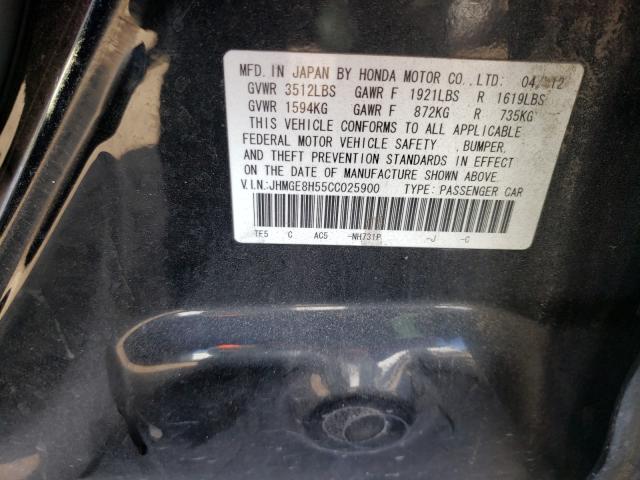 MFD. IN JAPAN BY HONDA MOTOR CO., LTD. 04/12
GVWR 3512LBS GAWR F 1921LBS R 1619LBS
GVWR 1594KG GAWR F 872KG R 735KG
THIS VEHICLE CONFORMS TO ALL APPLICABLE
FEDERAL MOTOR VEHICLE SAFETY, BUMPER,
AND THEFT PREVENTION STANDARDS IN EFFECT
ON THE DATE OF MANUFACTURE SHOWN ABOVE.
V.I.N:JHMGE8H55CC025900 TYPE: PASSENGER CAR
TF5 C AC5 -NH731P -J -C